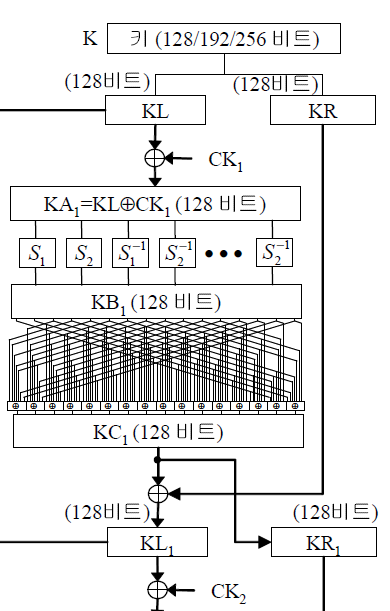 K 키 (128/192/256 비트)
(128비트) (128비트)
KL KR
CK₁
KA₁=KL⊕CK₁ (128 비트)
S₁ S₂ S₁⁻¹ S₂⁻¹ ••• S₂⁻¹
KB₁ (128 비트)
KC₁ (128 비트)
(128비트) (128비트)
KL₁ KR₁
CK₂